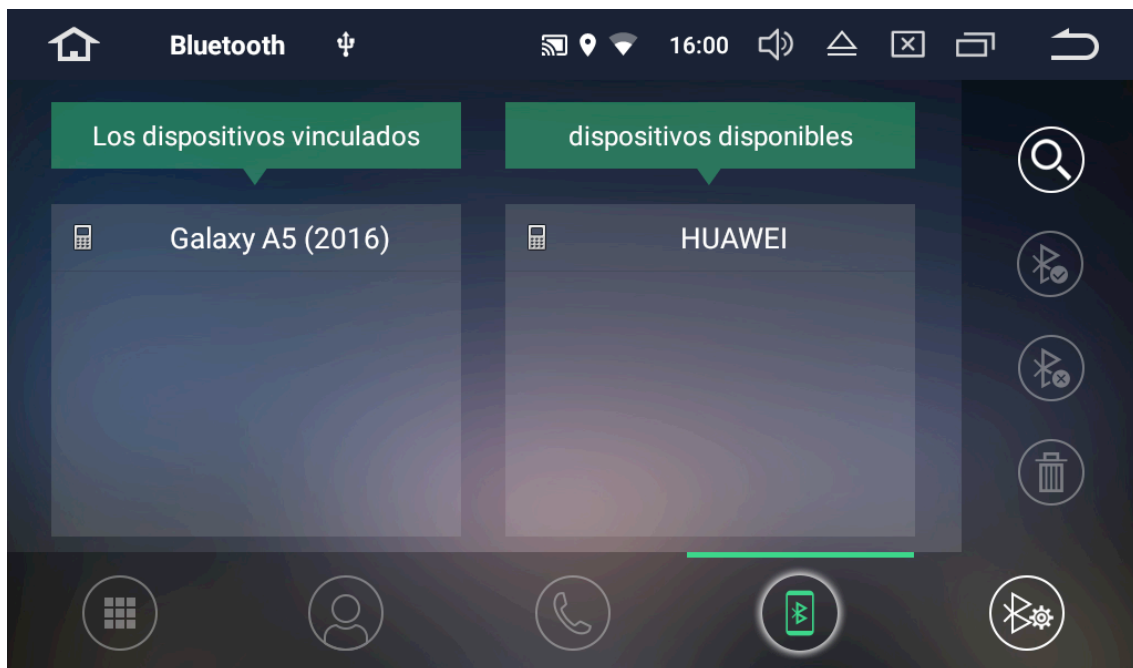 Bluetooth
16:00
Los dispositivos vinculados
dispositivos disponibles
Galaxy A5 (2016)
HUAWEI